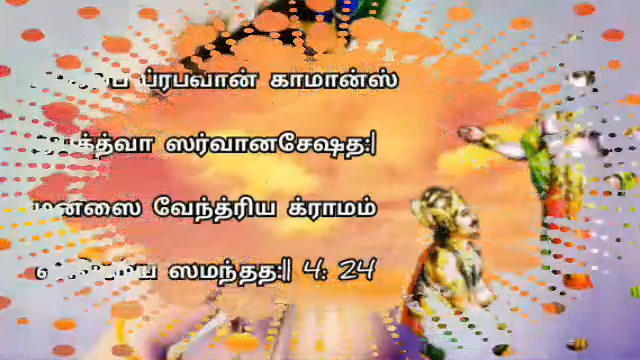 ப்ரபவான் காமான்ஸ்
ஸர்வானசேஷத:|
மனஸை வேந்த்ரிய க்ராமம்
ஸமந்தத:|| 4: 24